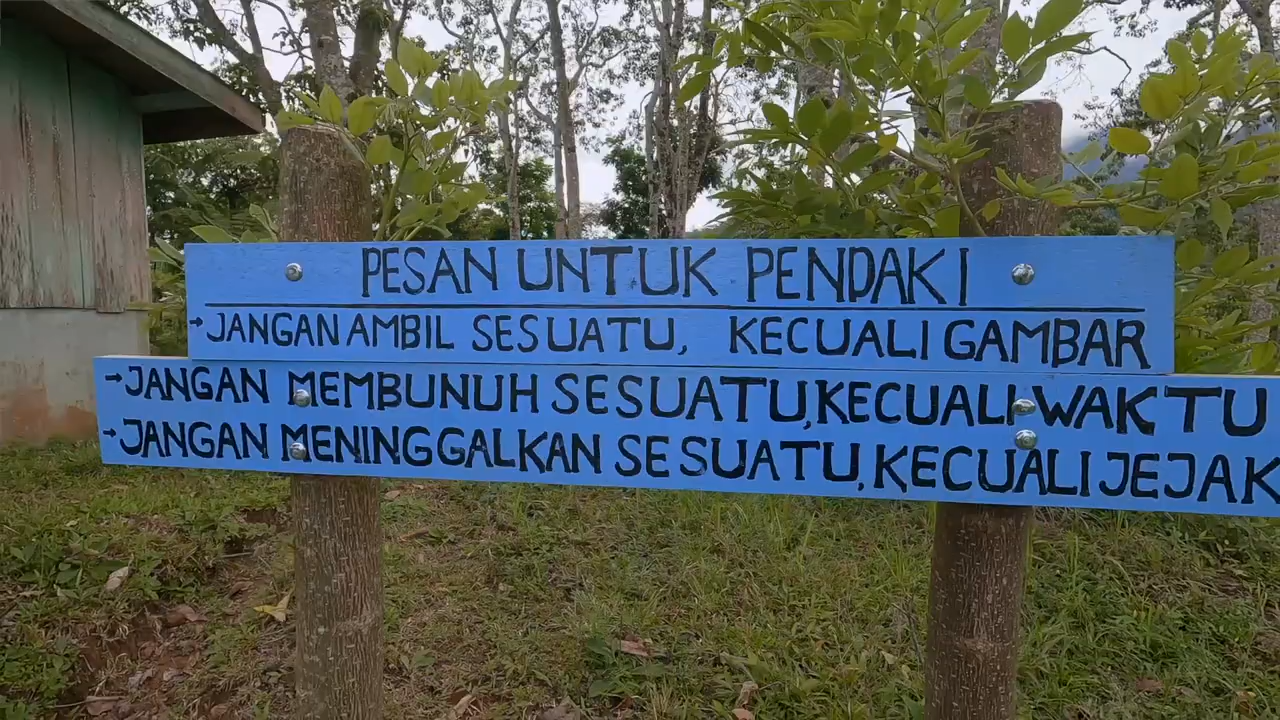 PESAN UNTUK PENDAKI
→JANGAN AMBIL SESUATU, KECUALI GAMBAR
→JANGAN MEMBUNUH SESUATU, KECUALI WAKTU
→JANGAN MENINGGALKAN SESUATU, KECUALI JEJAK